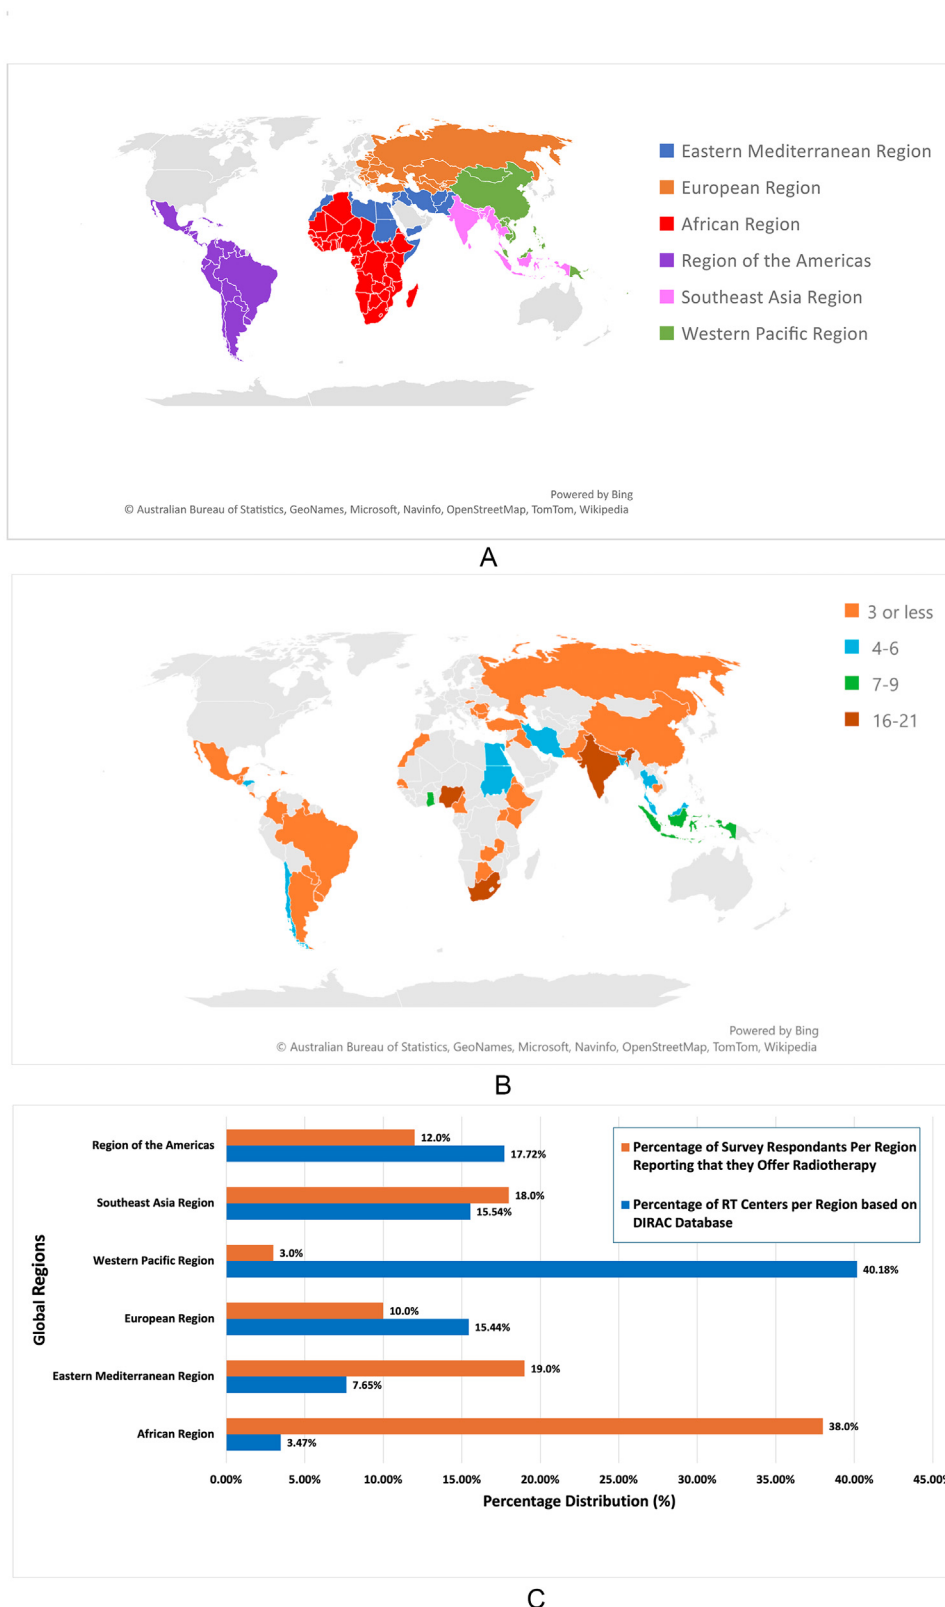 Eastern Mediterranean Region
European Region
African Region
Region of the Americas
Southeast Asia Region
Western Pacific Region
Powered by Bing
© Australian Bureau of Statistics, GeoNames, Microsoft, Navinfo, OpenStreetMap, TomTom, Wikipedia
A
3 or less
4-6
7-9
16-21
Powered by Bing
© Australian Bureau of Statistics, GeoNames, Microsoft, Navinfo, OpenStreetMap, TomTom, Wikipedia
B
Percentage of Survey Respondants Per Region
Reporting that they Offer Radiotherapy
Percentage of RT Centers per Region based on
DIRAC Database
Global Regions
Region of the Americas
12.0%
17.72%
Southeast Asia Region
18.0%
15.54%
Western Pacific Region
3.0%
40.18%
European Region
10.0%
15.44%
Eastern Mediterranean Region
19.0%
7.65%
African Region
38.0%
3.47%
0.00% 5.00% 10.00% 15.00% 20.00% 25.00% 30.00% 35.00% 40.00% 45.00%
Percentage Distribution (%)
C